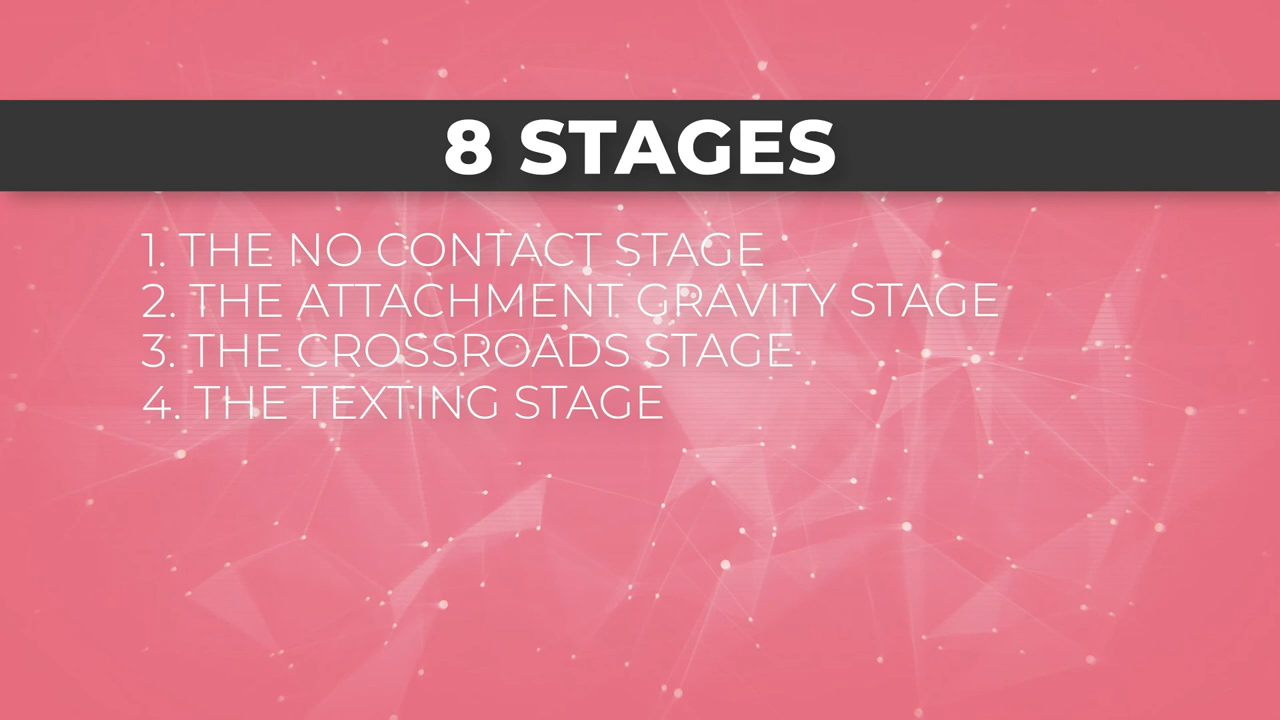 8 STAGES
1. THE NO CONTACT STAGE
2. THE ATTACHMENT GRAVITY STAGE
3. THE CROSSROADS STAGE
4. THE TEXTING STAGE